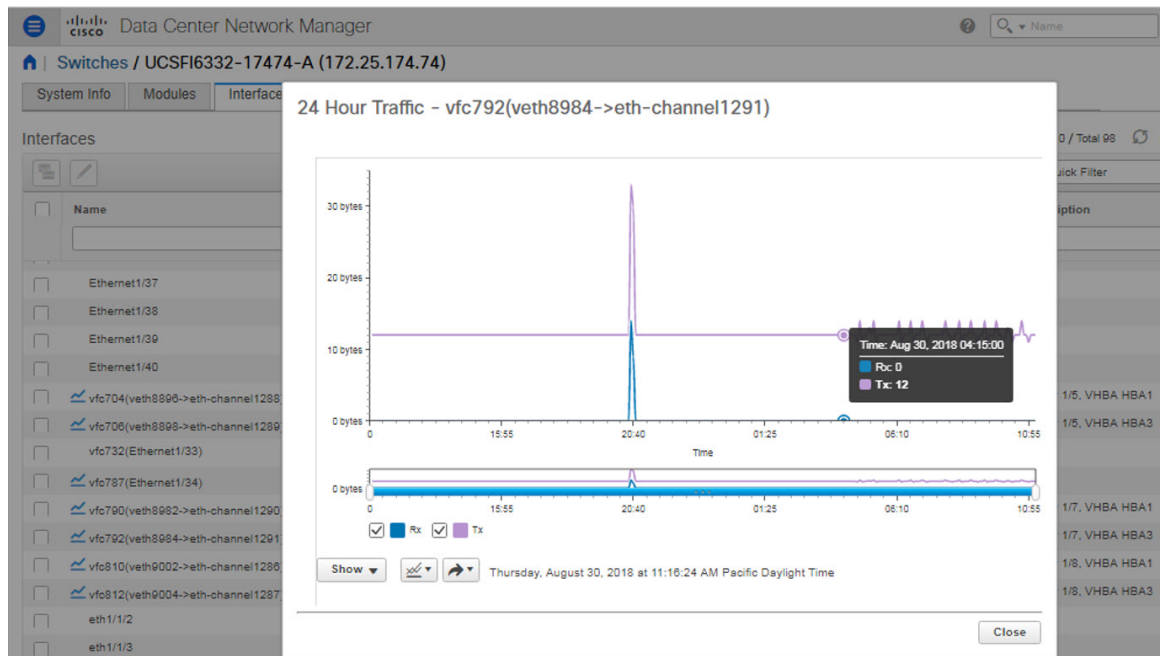 cisco Data Center Network Manager
Name
Switches / UCSFI6332-17474-A (172.25.174.74)
System Info Modules Interface
24 Hour Traffic - vfc792(veth8984->eth-channel1291)
Interfaces
0 / Total 98
uick Filter
Name
iption
30 bytes
20 bytes
10 bytes
0 bytes
0 15:55 20:40 01:25 06:10 10:55
Time
Time: Aug 30, 2018 04:15:00
Rx: 0
Tx: 12
0 bytes
0 15:55 20:40 01:25 06:10 10:55
Rx Tx
Show
Thursday, August 30, 2018 at 11:16:24 AM Pacific Daylight Time
Close
Ethernet1/37
Ethernet1/38
Ethernet1/39
Ethernet1/40
vfc704(veth8896->eth-channel1288
1/5, VHBA HBA1
vfc706(veth8898->eth-channel1289
1/5, VHBA HBA3
vfc732(Ethernet1/33)
vfc787(Ethernet1/34)
vfc790(veth8982->eth-channel1290
1/7, VHBA HBA1
vfc792(veth8984->eth-channel1291
1/7, VHBA HBA3
vfc810(veth9002->eth-channel1286
1/8, VHBA HBA1
vfc812(veth9004->eth-channel1287
1/8, VHBA HBA3
eth1/1/2
eth1/1/3